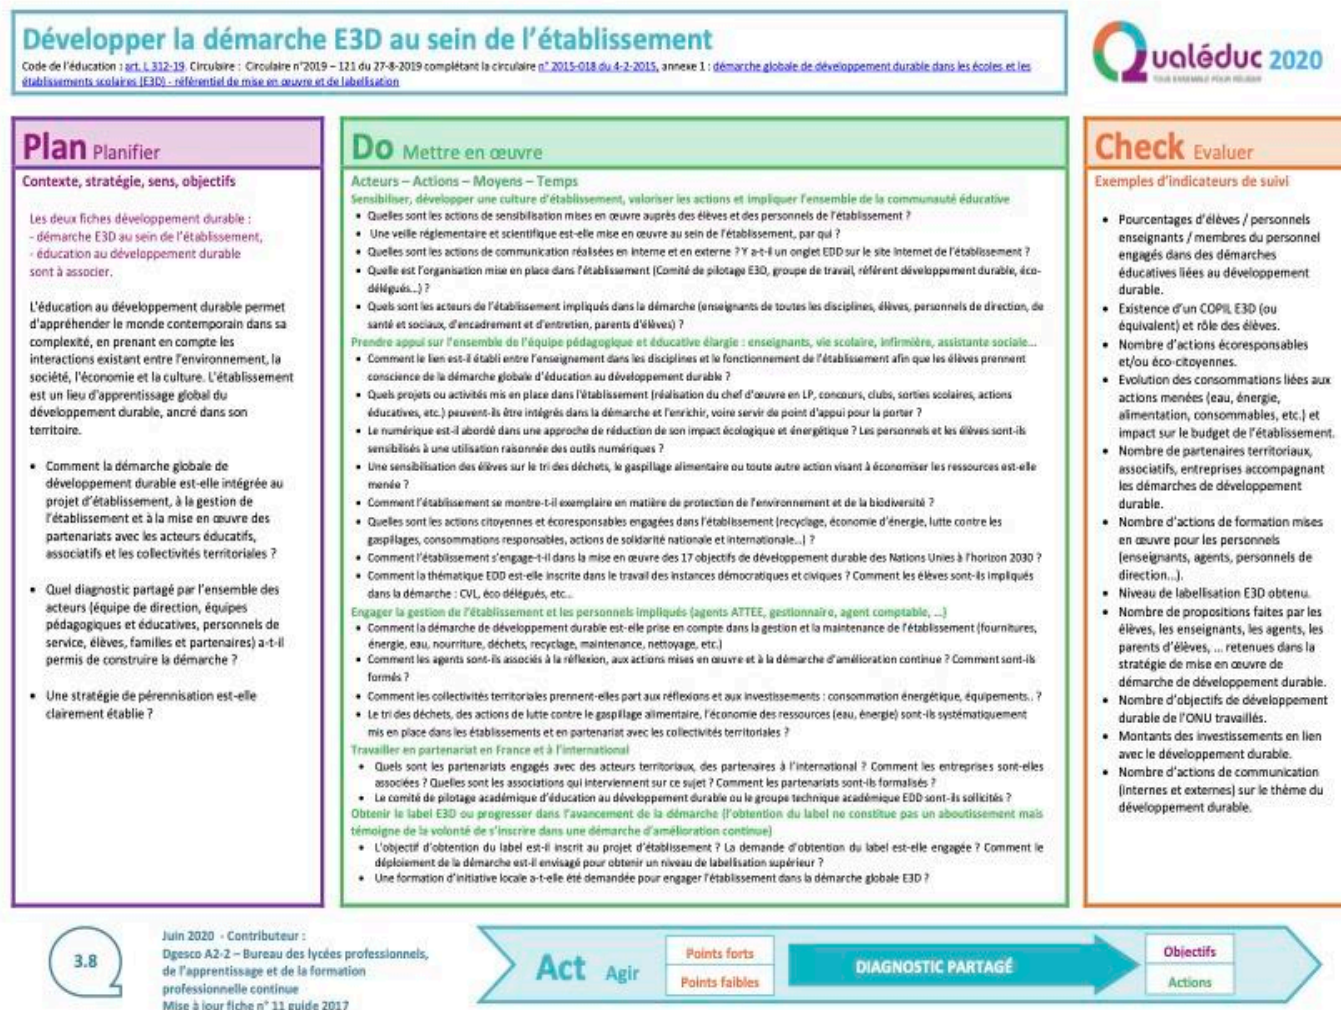 Développer la démarche E3D au sein de l'établissement
Code de l'éducation : art. L 312-19. Circulaire : Circulaire n°2019 – 121 du 27-8-2019 complétant la circulaire n° 2015-018 du 4-2-2015, annexe 1 : démarche globale de développement durable dans les écoles et les
établissements scolaires (E3D) - référentiel de mise en œuvre et de labellisation
Qualéduc 2020
TOUS ENSEMBLE POUR RÉUSSIR
Plan Planifier
Contexte, stratégie, sens, objectifs
Les deux fiches développement durable :
- démarche E3D au sein de l'établissement,
- éducation au développement durable
sont à associer.
L'éducation au développement durable permet
d'appréhender le monde contemporain dans sa
complexité, en prenant en compte les
interactions existant entre l'environnement, la
société, l'économie et la culture. L'établissement
est un lieu d'apprentissage global du
développement durable, ancré dans son
territoire.
• Comment la démarche globale de
développement durable est-elle intégrée au
projet d'établissement, à la gestion de
l'établissement et à la mise en œuvre des
partenariats avec les acteurs éducatifs,
associatifs et les collectivités territoriales ?
• Quel diagnostic partagé par l'ensemble des
acteurs (équipe de direction, équipes
pédagogiques et éducatives, personnels de
service, élèves, familles et partenaires) a-t-il
permis de construire la démarche ?
• Une stratégie de pérennisation est-elle
clairement établie ?
Do Mettre en œuvre
Acteurs – Actions – Moyens – Temps
Sensibiliser, développer une culture d'établissement, valoriser les actions et impliquer l'ensemble de la communauté éducative
• Quelles sont les actions de sensibilisation mises en œuvre auprès des élèves et des personnels de l'établissement ?
• Une veille réglementaire et scientifique est-elle mise en œuvre au sein de l'établissement, par qui ?
• Quelles sont les actions de communication réalisées en interne et en externe ? Y a-t-il un onglet EDD sur le site Internet de l'établissement ?
• Quelle est l'organisation mise en place dans l'établissement (Comité de pilotage E3D, groupe de travail, référent développement durable, éco-
délégués...) ?
• Quels sont les acteurs de l'établissement impliqués dans la démarche (enseignants de toutes les disciplines, élèves, personnels de direction, de
santé et sociaux, d'encadrement et d'entretien, parents d'élèves) ?
Prendre appui sur l'ensemble de l'équipe pédagogique et éducative élargie : enseignants, vie scolaire, infirmière, assistante sociale...
• Comment le lien est-il établi entre l'enseignement dans les disciplines et le fonctionnement de l'établissement afin que les élèves prennent
conscience de la démarche globale d'éducation au développement durable ?
• Quels projets ou activités mis en place dans l'établissement (réalisation du chef d'œuvre en LP, concours, clubs, sorties scolaires, actions
éducatives, etc.) peuvent-ils être intégrés dans la démarche et l'enrichir, voire servir de point d'appui pour la porter ?
• Le numérique est-il abordé dans une approche de réduction de son impact écologique et énergétique ? Les personnels et les élèves sont-ils
sensibilisés à une utilisation raisonnée des outils numériques ?
• Une sensibilisation des élèves sur le tri des déchets, le gaspillage alimentaire ou toute autre action visant à économiser les ressources est-elle
menée ?
• Comment l'établissement se montre-t-il exemplaire en matière de protection de l'environnement et de la biodiversité ?
• Quelles sont les actions citoyennes et écoresponsables engagées dans l'établissement (recyclage, économie d'énergie, lutte contre les
gaspillages, consommations responsables, actions de solidarité nationale et internationale...) ?
• Comment l'établissement s'engage-t-il dans la mise en œuvre des 17 objectifs de développement durable des Nations Unies à l'horizon 2030 ?
• Comment la thématique EDD est-elle inscrite dans le travail des instances démocratiques et civiques ? Comment les élèves sont-ils impliqués
dans la démarche : CVL, éco délégués, etc...
Engager la gestion de l'établissement et les personnels impliqués (agents ATTEE, gestionnaire, agent comptable, ...)
• Comment la démarche de développement durable est-elle prise en compte dans la gestion et la maintenance de l'établissement (fournitures,
énergie, eau, nourriture, déchets, recyclage, maintenance, nettoyage, etc.)
• Comment les agents sont-ils associés à la réflexion, aux actions mises en œuvre et à la démarche d'amélioration continue ? Comment sont-ils
formés ?
• Comment les collectivités territoriales prennent-elles part aux réflexions et aux investissements : consommation énergétique, équipements.. ?
• Le tri des déchets, des actions de lutte contre le gaspillage alimentaire, l'économie des ressources (eau, énergie) sont-ils systématiquement
mis en place dans les établissements et en partenariat avec les collectivités territoriales ?
Travailler en partenariat en France et à l'international
• Quels sont les partenariats engagés avec des acteurs territoriaux, des partenaires à l'international ? Comment les entreprises sont-elles
associées ? Quelles sont les associations qui interviennent sur ce sujet ? Comment les partenariats sont-ils formalisés ?
• Le comité de pilotage académique d'éducation au développement durable ou le groupe technique académique EDD sont-ils sollicités ?
Obtenir le label E3D ou progresser dans l'avancement de la démarche (l'obtention du label ne constitue pas un aboutissement mais
témoigne de la volonté de s'inscrire dans une démarche d'amélioration continue)
• L'objectif d'obtention du label est-il inscrit au projet d'établissement ? La demande d'obtention du label est-elle engagée ? Comment le
déploiement de la démarche est-il envisagé pour obtenir un niveau de labellisation supérieur ?
• Une formation d'initiative locale a-t-elle été demandée pour engager l'établissement dans la démarche globale E3D ?
Check Evaluer
Exemples d'indicateurs de suivi
• Pourcentages d'élèves / personnels
enseignants / membres du personnel
engagés dans des démarches
éducatives liées au développement
durable.
• Existence d'un COPIL E3D (ou
équivalent) et rôle des élèves.
• Nombre d'actions écoresponsables
et/ou éco-citoyennes.
• Evolution des consommations liées aux
actions menées (eau, énergie,
alimentation, consommables, etc.) et
impact sur le budget de l'établissement.
• Nombre de partenaires territoriaux,
associatifs, entreprises accompagnant
les démarches de développement
durable.
• Nombre d'actions de formation mises
en œuvre pour les personnels
(enseignants, agents, personnels de
direction...).
• Niveau de labellisation E3D obtenu.
• Nombre de propositions faites par les
élèves, les enseignants, les agents, les
parents d'élèves, ... retenues dans la
stratégie de mise en œuvre de
démarche de développement durable.
• Nombre d'objectifs de développement
durable de l'ONU travaillés.
• Montants des investissements en lien
avec le développement durable.
• Nombre d'actions de communication
(internes et externes) sur le thème du
développement durable.
3.8
Juin 2020 - Contributeur :
Dgesco A2-2 – Bureau des lycées professionnels,
de l'apprentissage et de la formation
professionnelle continue
Mise à jour fiche n° 11 guide 2017
Act Agir
Points forts
Points faibles
DIAGNOSTIC PARTAGÉ
Objectifs
Actions